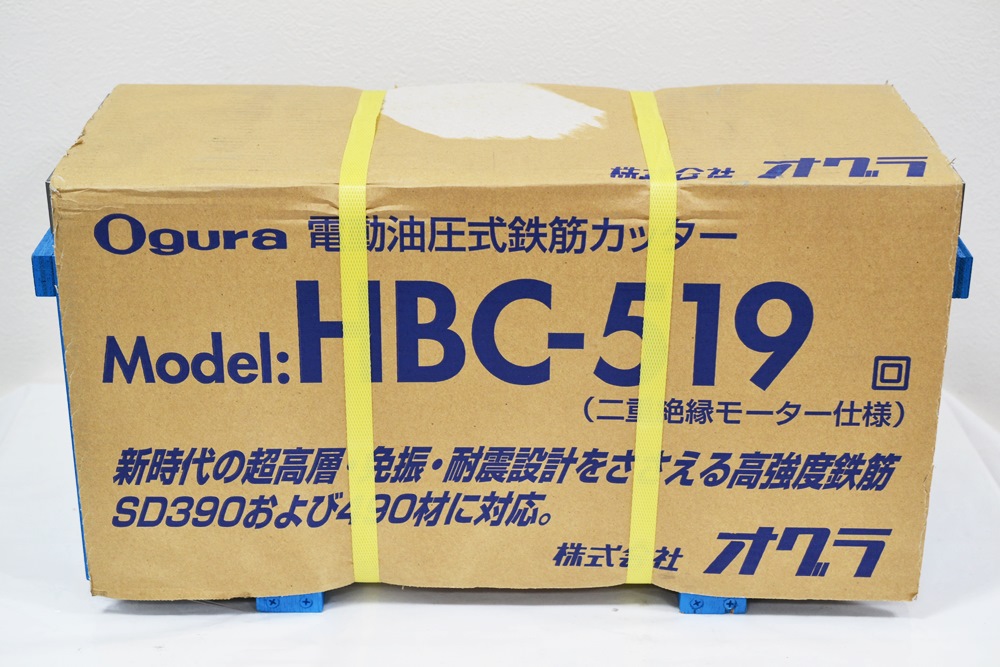 株式会社 オグラ
Ogura 電動油圧式鉄筋カッター
Model:HBC-519
(二重絶縁モーター仕様)
新時代の超高層・免振・耐震設計をささえる高強度鉄筋
SD390および490材に対応。
株式会社 オグラ